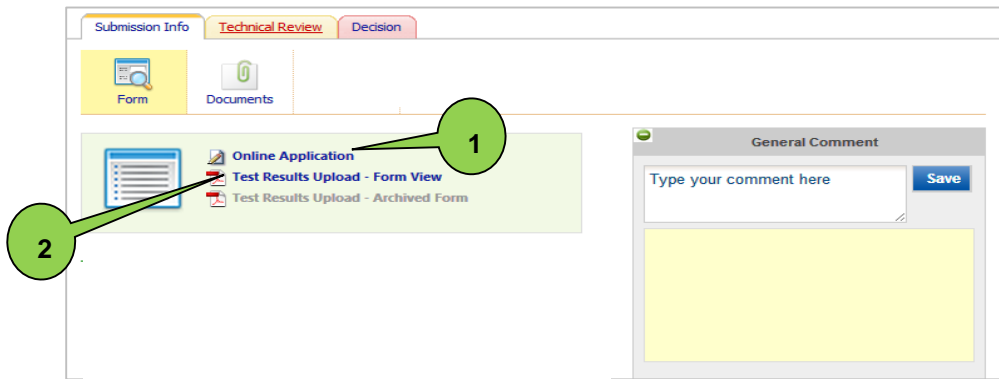 Submission Info Technical Review Decision
Form Documents
1
Online Application
Test Results Upload - Form View
Test Results Upload - Archived Form
2
General Comment
Type your comment here Save